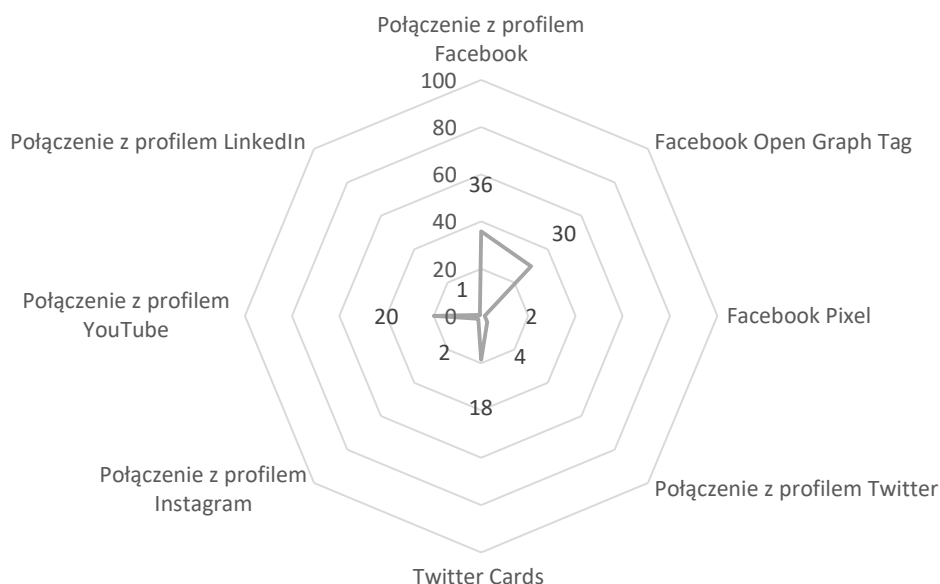 Połączenie z profilem
Facebook
100
Połączenie z profilem LinkedIn
Facebook Open Graph Tag
80
60
36
40
30
20
1
Połączenie z profilem
YouTube
20
0
2
Facebook Pixel
2
4
18
Połączenie z profilem
Instagram
Połączenie z profilem Twitter
Twitter Cards